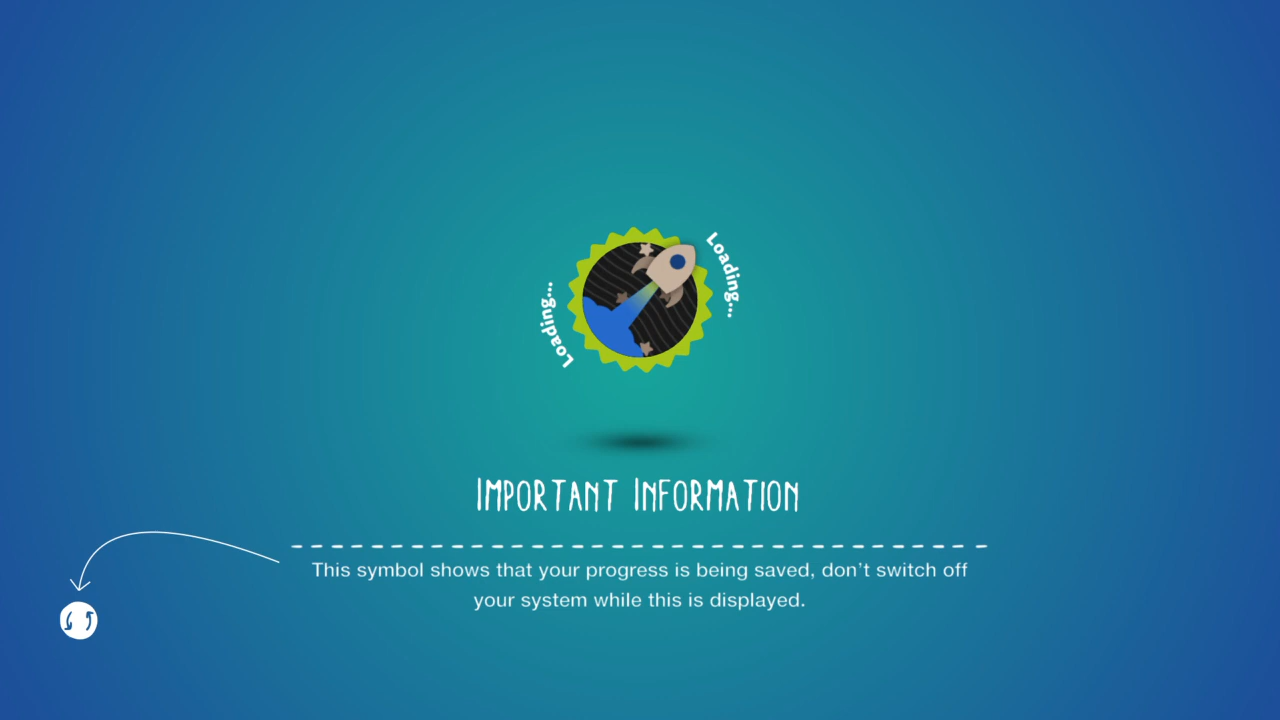 Loading...
Loading...
IMPORTANT INFORMATION
This symbol shows that your progress is being saved, don't switch off
your system while this is displayed.